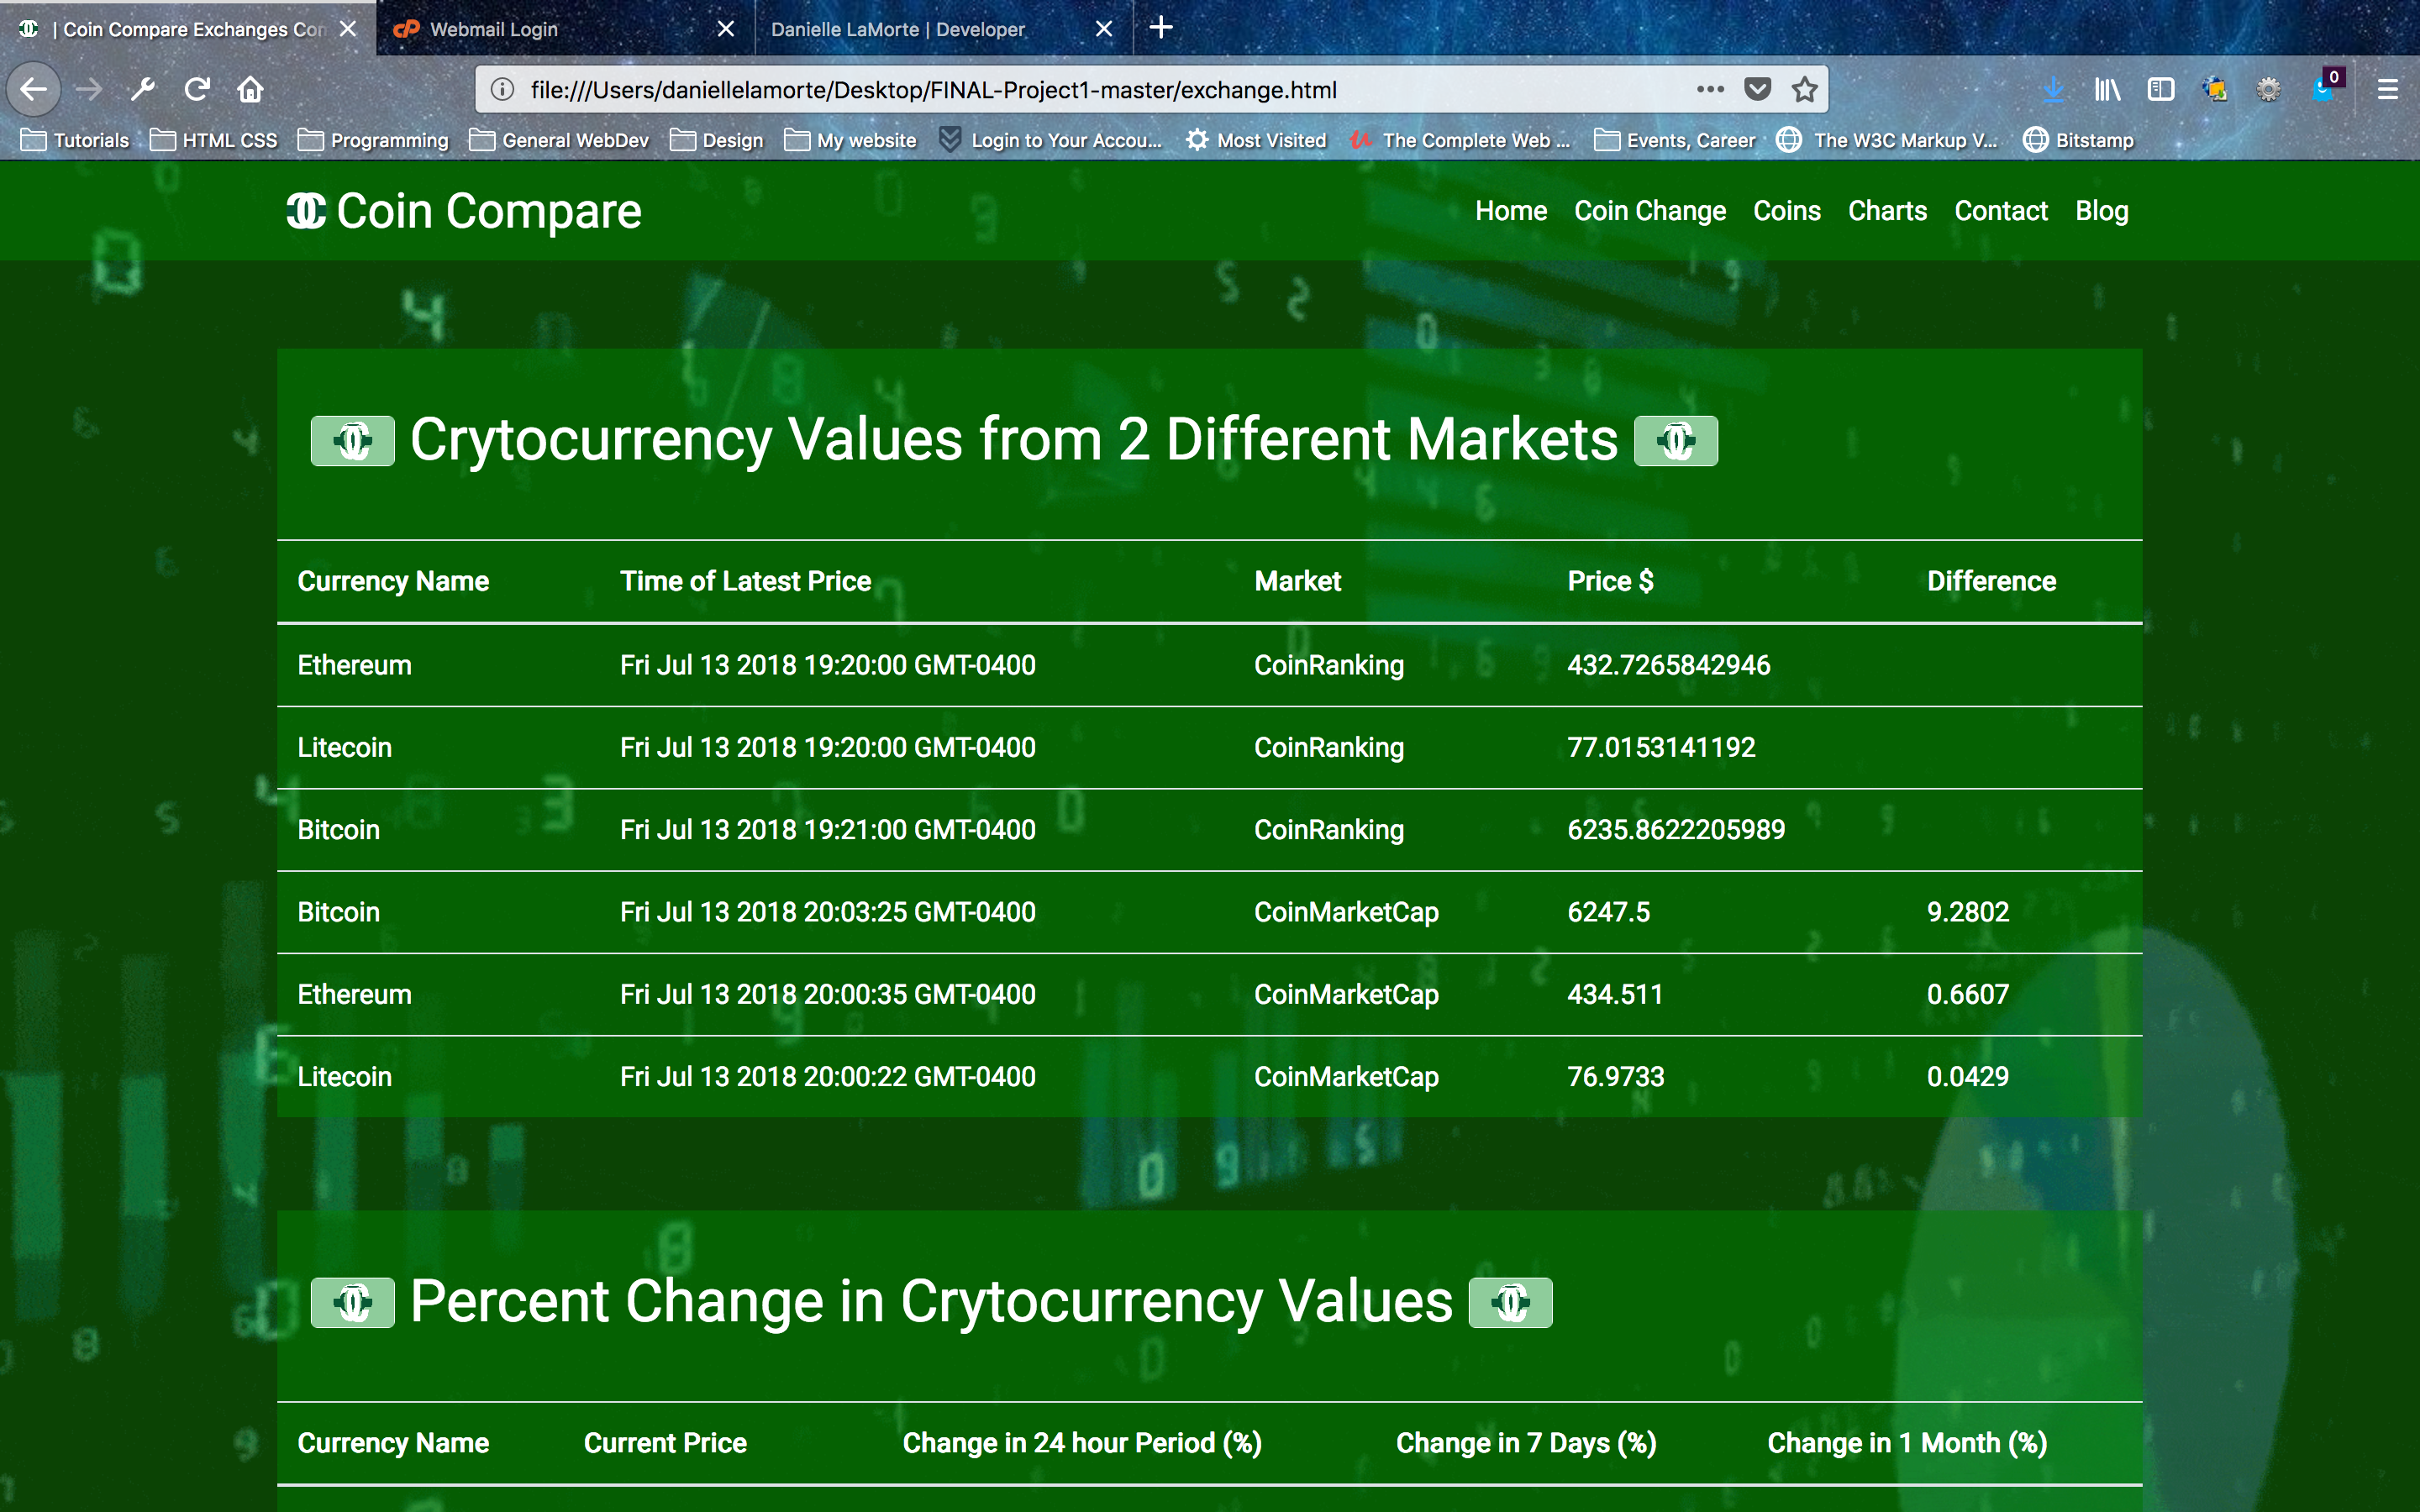 | Coin Compare Exchanges Con
Webmail Login
Danielle LaMorte | Developer
file:///Users/daniellelamorte/Desktop/FINAL-Project1-master/exchange.html
0
Tutorials HTML CSS Programming General WebDev Design My website Login to Your Accou... Most Visited The Complete Web ... Events, Career The W3C Markup V... Bitstamp
Coin Compare
Home Coin Change Coins Charts Contact Blog
Crytocurrency Values from 2 Different Markets
Currency Name Time of Latest Price Market Price $ Difference
Ethereum Fri Jul 13 2018 19:20:00 GMT-0400 CoinRanking 432.7265842946
Litecoin Fri Jul 13 2018 19:20:00 GMT-0400 CoinRanking 77.0153141192
Bitcoin Fri Jul 13 2018 19:21:00 GMT-0400 CoinRanking 6235.8622205989
Bitcoin Fri Jul 13 2018 20:03:25 GMT-0400 CoinMarketCap 6247.5 9.2802
Ethereum Fri Jul 13 2018 20:00:35 GMT-0400 CoinMarketCap 434.511 0.6607
Litecoin Fri Jul 13 2018 20:00:22 GMT-0400 CoinMarketCap 76.9733 0.0429
Percent Change in Crytocurrency Values
Currency Name Current Price Change in 24 hour Period (%) Change in 7 Days (%) Change in 1 Month (%)